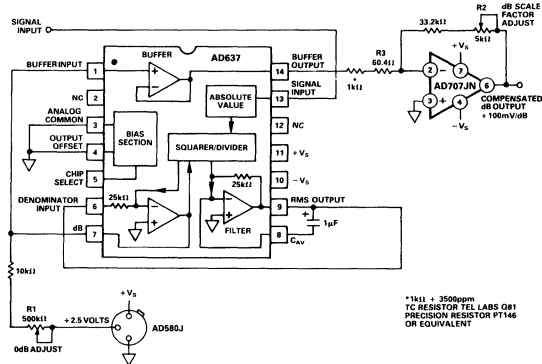 SIGNAL
INPUT
BUFFER
AD637
BUFFER INPUT
1
14
BUFFER
OUTPUT
*
1kΩ
R3
60.4Ω
33.2kΩ
R2
5kΩ
dB SCALE
FACTOR
ADJUST
+VS
2
7
AD707JN
6
3
4
-VS
COMPENSATED
dB OUTPUT
+ 100mV/dB
NC
2
ABSOLUTE
VALUE
13
SIGNAL
INPUT
ANALOG
COMMON
3
BIAS
SECTION
12
NC
OUTPUT
OFFSET
4
SQUARER/DIVIDER
11
+ VS
CHIP
SELECT
5
25kΩ
25kΩ
10
- VS
DENOMINATOR
INPUT
6
9
RMS OUTPUT
+
1µF
dB
7
FILTER
8
CAV
10kΩ
R1
500kΩ
+ 2.5 VOLTS
0dB ADJUST
+VS
AD580J
*1kΩ + 3500ppm
TC RESISTOR TEL LABS Q81
PRECISION RESISTOR PT146
OR EQUIVALENT